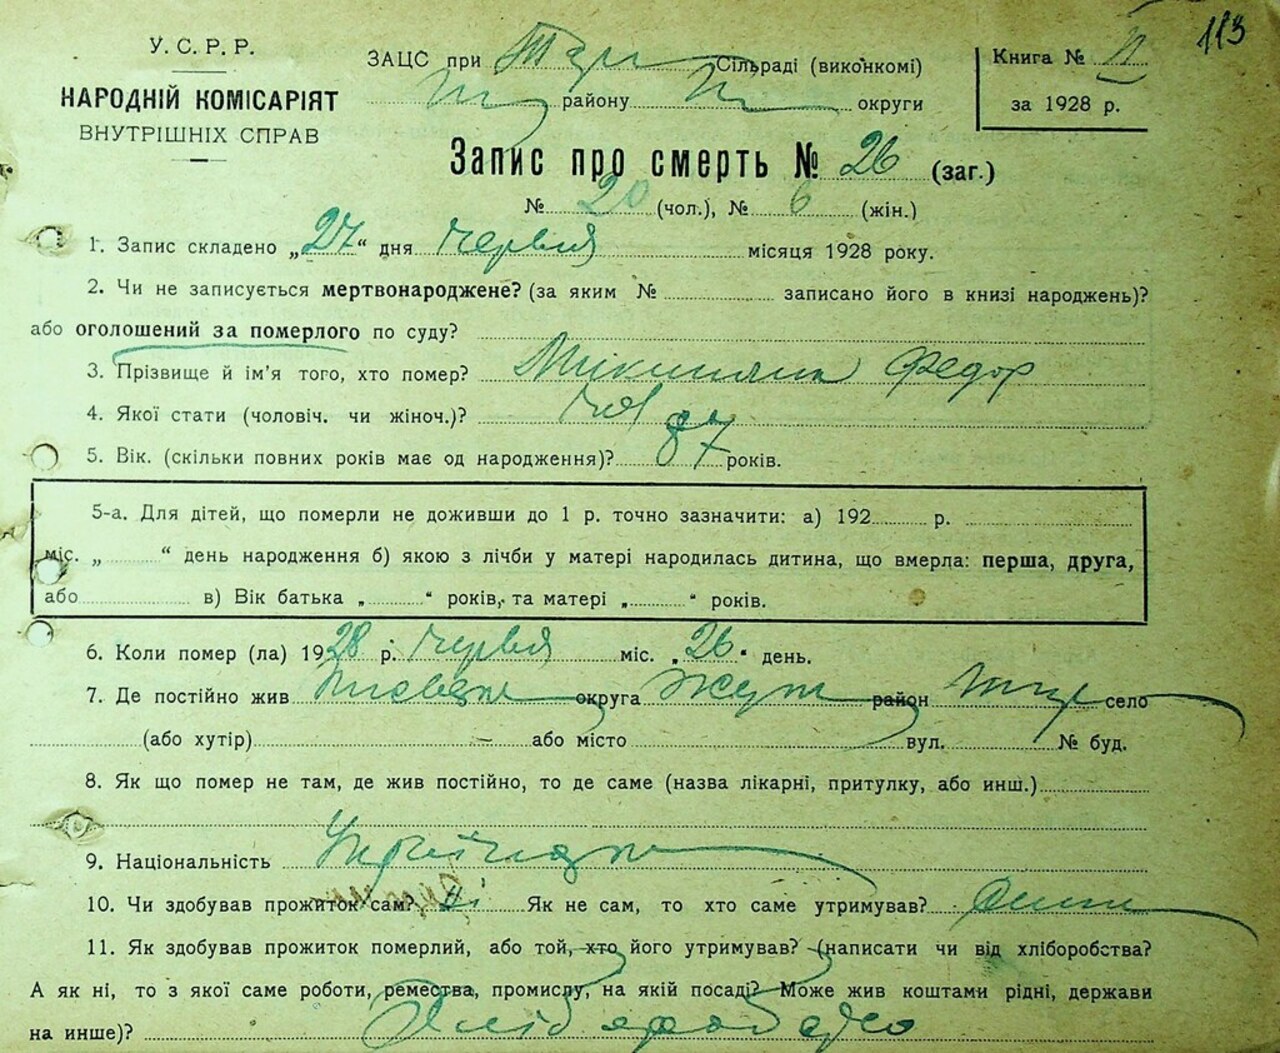 113
У. С. Р. Р.
НАРОДНІЙ КОМІСАРІЯТ
ВНУТРІШНІХ СПРАВ
ЗАЦС при Сільраді (виконкомі)
району округи
Книга № II
за 1928 р.
Запис про смерть № 26 (заг.)
№ 20 (чол.), № 6 (жін.)
1. Запис складено „27“ дня червня місяця 1928 року.
2. Чи не записується мертвонароджене? (за яким № записано його в книзі народжень)?
або оголошений за померлого по суду?
3. Прізвище й ім'я того, хто помер? Федор
4. Якої стати (чоловіч. чи жіноч.)? чол
5. Вік. (скільки повних років має од народження)? 87 років.
5-а. Для дітей, що померли не доживши до 1 р. точно зазначити: а) 192 р.
міс. „ “ день народження б) якою з лічби у матері народилась дитина, що вмерла: перша, друга,
або в) Вік батька „ “ років, та матері „ “ років.
6. Коли помер (ла) 1928 р. червня міс. „26“ день.
7. Де постійно жив округа район село
(або хутір) — або місто вул. № буд.
8. Як що помер не там, де жив постійно, то де саме (назва лікарні, притулку, або инш.)
9. Національність
10. Чи здобував прожиток сам? ні Як не сам, то хто саме утримував?
11. Як здобував прожиток померлий, або той, хто його утримував? (написати чи від хліборобства?
А як ні, то з якої саме роботи, ремества, промислу, на якій посаді? Може жив коштами рідні, держави
на инше)?